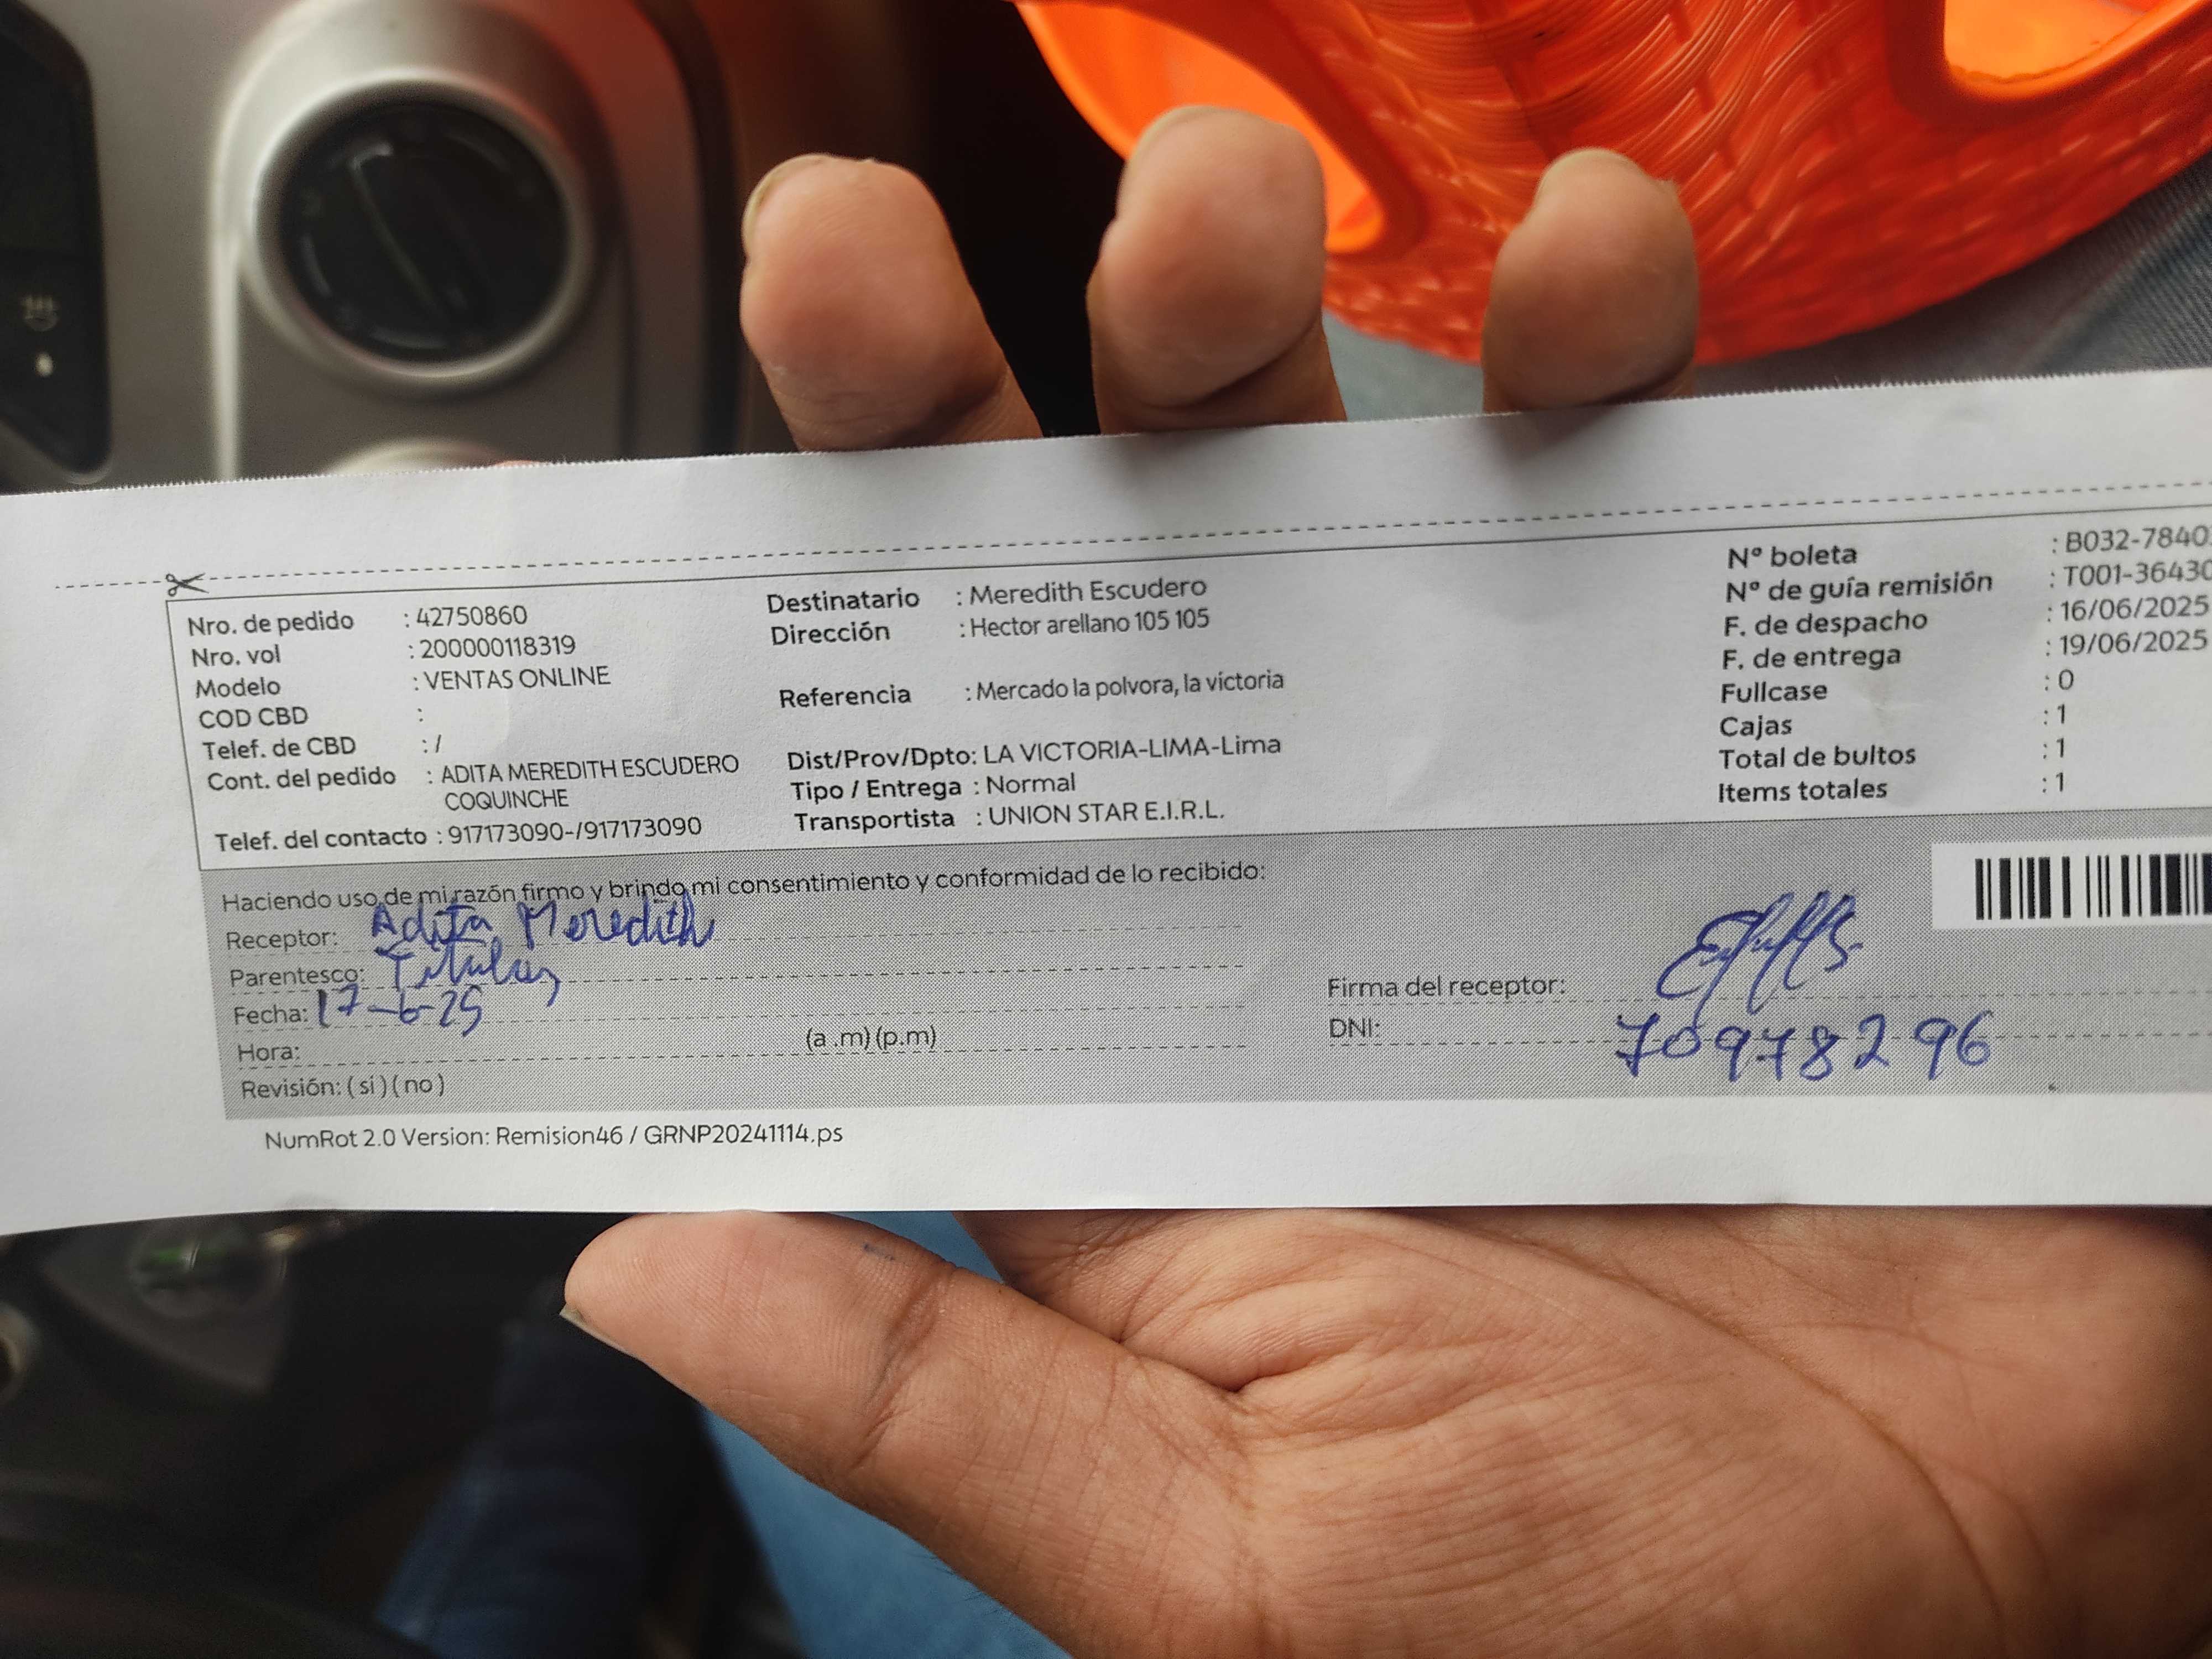 Nro. de pedido : 42750860
Nro. vol : 200000118319
Modelo : VENTAS ONLINE
COD CBD :
Telef. de CBD : /
Cont. del pedido : ADITA MEREDITH ESCUDERO
COQUINCHE
Telef. del contacto : 917173090-/917173090
Destinatario : Meredith Escudero
Dirección : Hector arellano 105 105
Referencia : Mercado la polvora, la victoria
Dist/Prov/Dpto: LA VICTORIA-LIMA-Lima
Tipo / Entrega : Normal
Transportista : UNION STAR E.I.R.L.
Nº boleta : B032-7840
Nº de guía remisión : T001-36430
F. de despacho : 16/06/2025
F. de entrega : 19/06/2025
Fullcase : 0
Cajas : 1
Total de bultos : 1
Items totales : 1
Haciendo uso de mi razón firmo y brindo mi consentimiento y conformidad de lo recibido:
Receptor: Adita Meredith
Parentesco: Titular
Fecha: 17-6-25
Hora: (a .m) (p.m)
Revisión: ( si ) ( no )
Firma del receptor:
DNI: 70978296
NumRot 2.0 Version: Remision46 / GRNP20241114.ps